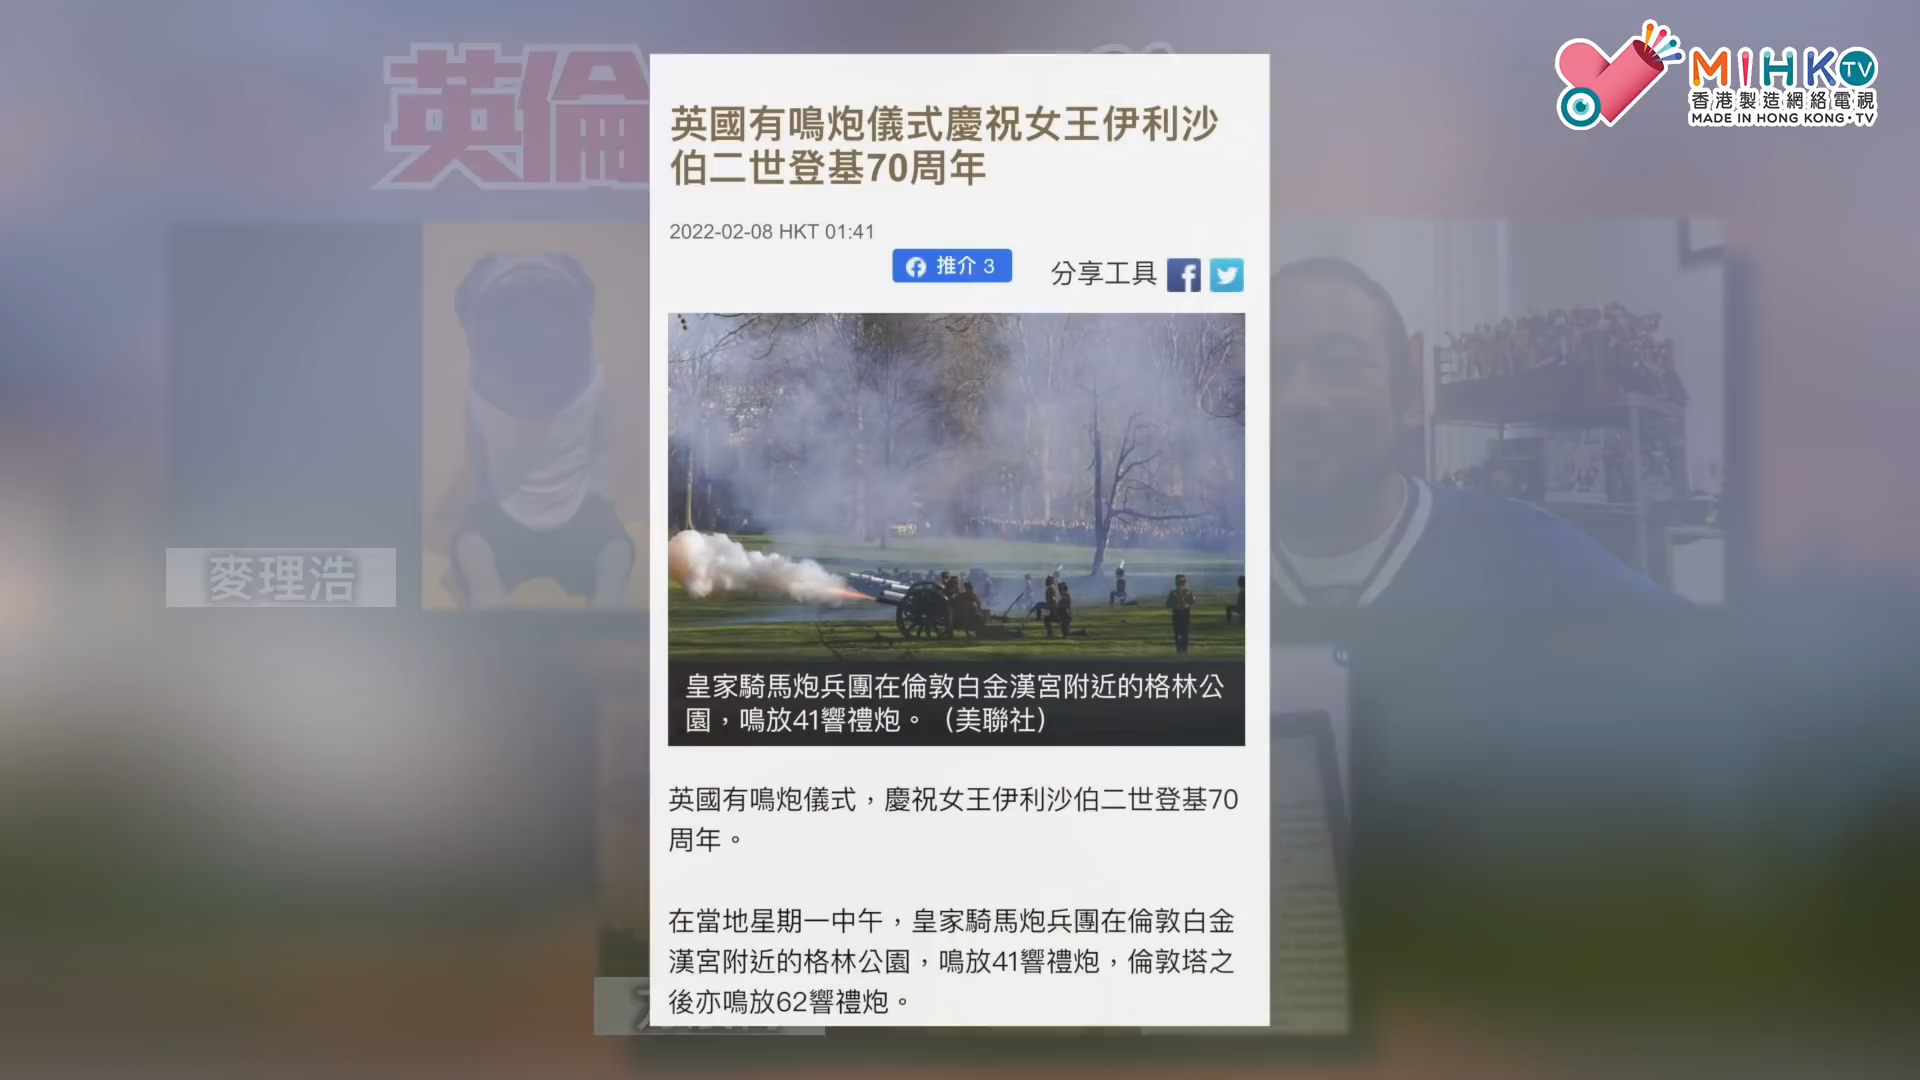 英倫
MIHK TV
香港製造網絡電視
MADE IN HONG KONG • TV
英國有鳴炮儀式慶祝女王伊利沙
伯二世登基70周年
2022-02-08 HKT 01:41
推介 3
分享工具
皇家騎馬炮兵團在倫敦白金漢宮附近的格林公
園，鳴放41響禮炮。（美聯社）
英國有鳴炮儀式，慶祝女王伊利沙伯二世登基70
周年。
在當地星期一中午，皇家騎馬炮兵團在倫敦白金
漢宮附近的格林公園，鳴放41響禮炮，倫敦塔之
後亦鳴放62響禮炮。
麥理浩